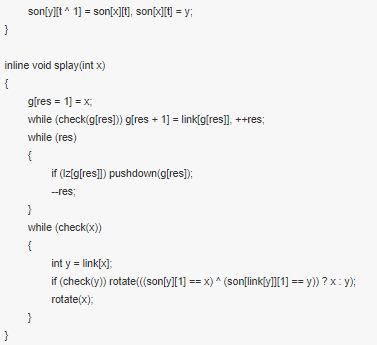 son[y][t ^ 1] = son[x][t], son[x][t] = y;
}
inline void splay(int x)
{
g[res = 1] = x;
while (check(g[res])) g[res + 1] = link[g[res]], ++res;
while (res)
{
if (lz[g[res]]) pushdown(g[res]);
--res;
}
while (check(x))
{
int y = link[x];
if (check(y)) rotate(((son[y][1] == x) ^ (son[link[y]][1] == y)) ? x : y);
rotate(x);
}
}